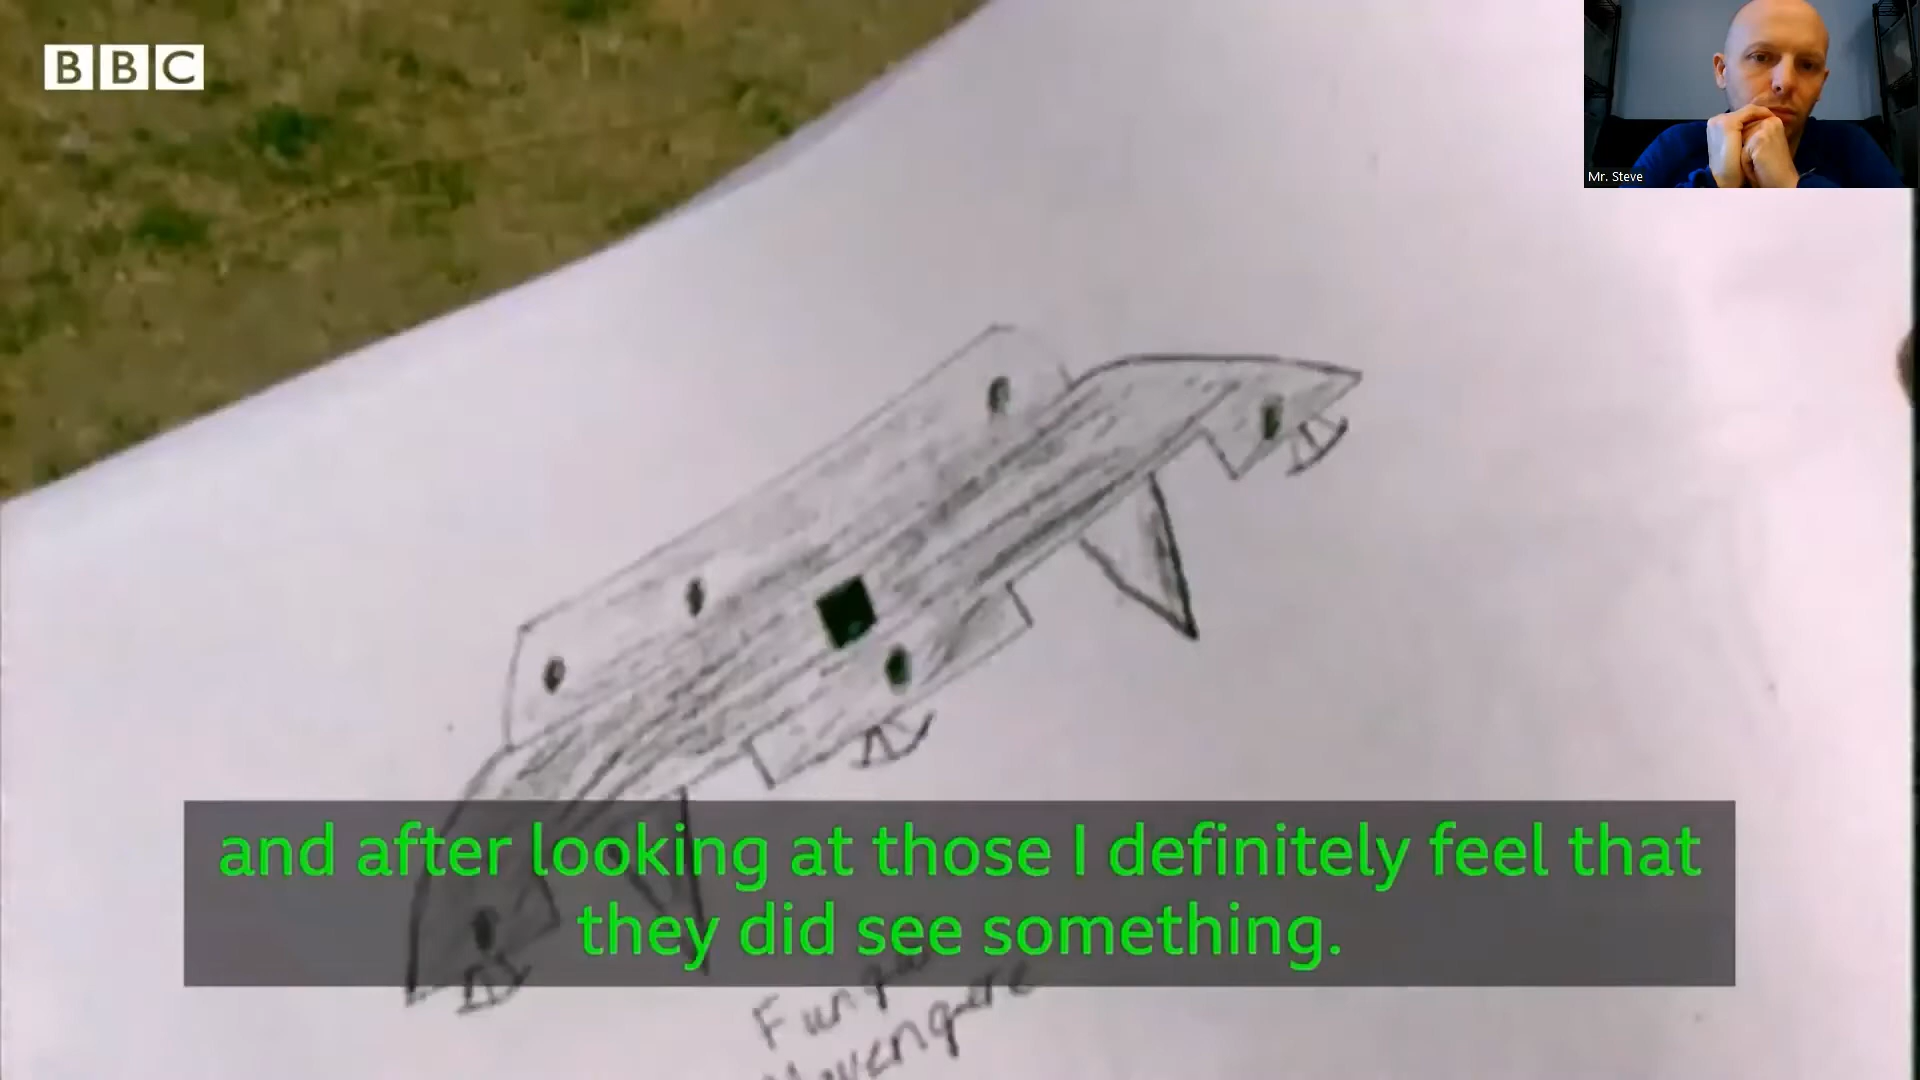 BBC
Mr. Steve
and after looking at those I definitely feel that
they did see something.